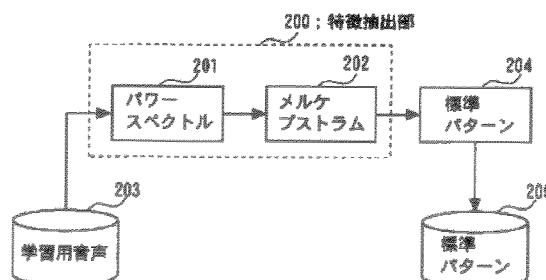 200：特徴抽出部
201
202
204
パワー
スペクトル
メルケ
プストラム
標準
パターン
203
学習用音声
標準
パターン